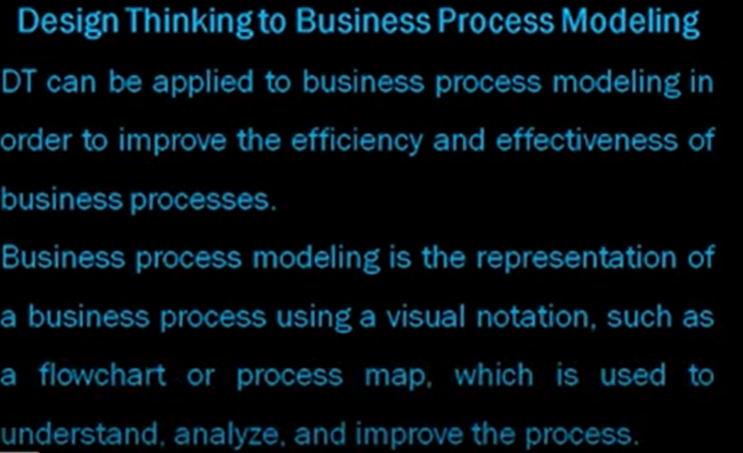 Design Thinking to Business Process Modeling
DT can be applied to business process modeling in
order to improve the efficiency and effectiveness of
business processes.
Business process modeling is the representation of
a business process using a visual notation, such as
a flowchart or process map, which is used to
understand, analyze, and improve the process.